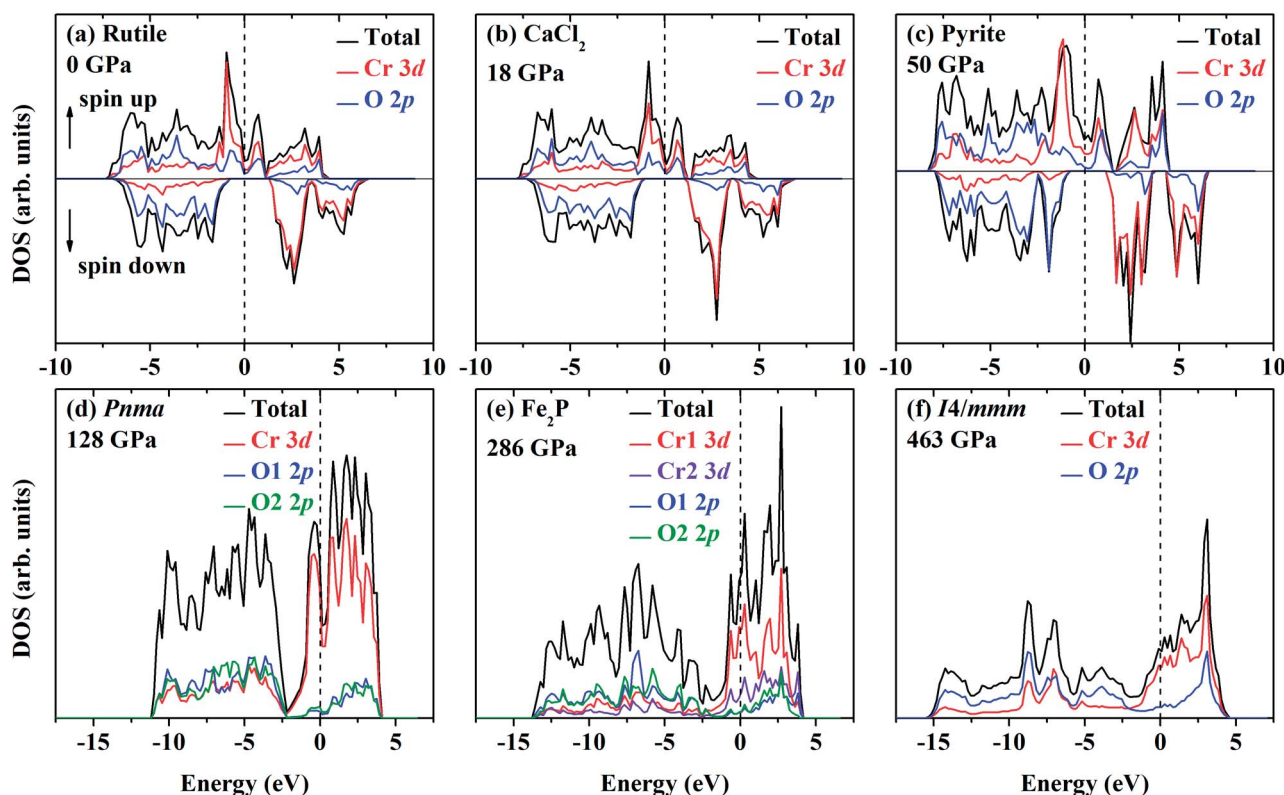 (a) Rutile
0 GPa
Total
Cr 3d
O 2p
spin up
spin down
(b) CaCl₂
18 GPa
Total
Cr 3d
O 2p
(c) Pyrite
50 GPa
Total
Cr 3d
O 2p
DOS (arb. units)
-10 -5 0 5 10
-5 0 5 10
-5 0 5 10
(d) Pnma
128 GPa
Total
Cr 3d
O1 2p
O2 2p
(e) Fe₂P
286 GPa
Total
Cr1 3d
Cr2 3d
O1 2p
O2 2p
(f) I4/mmm
463 GPa
Total
Cr 3d
O 2p
DOS (arb. units)
-15 -10 -5 0 5
-15 -10 -5 0 5
-15 -10 -5 0 5
Energy (eV)
Energy (eV)
Energy (eV)